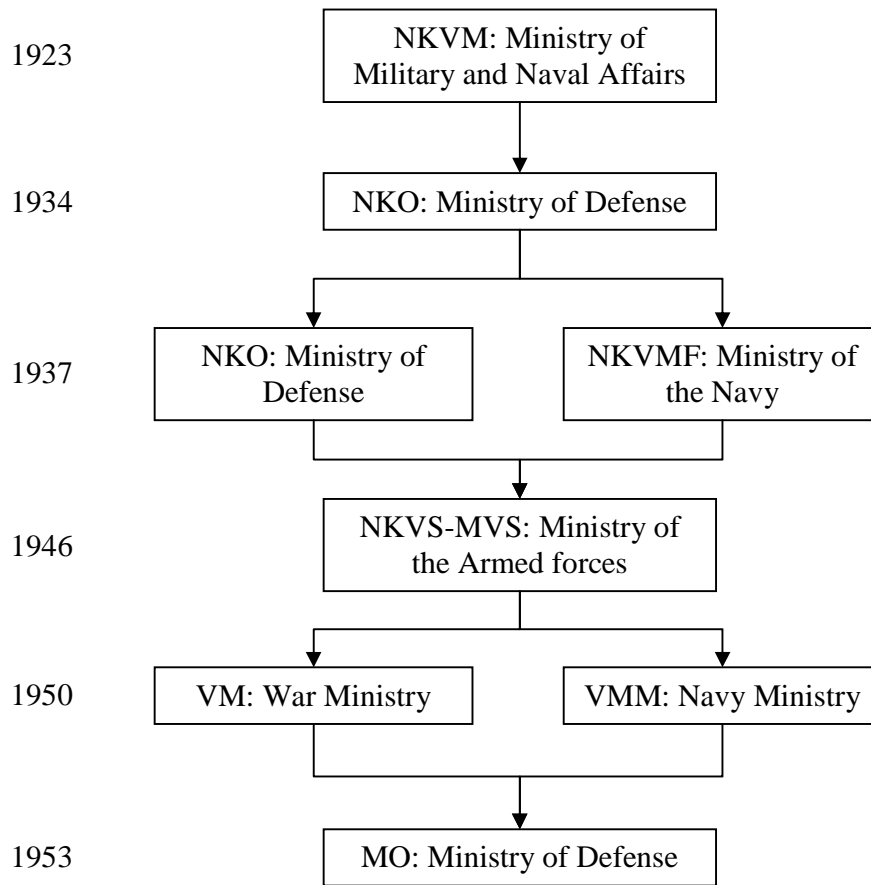 1923
NKVM: Ministry of
Military and Naval Affairs
1934
NKO: Ministry of Defense
1937
NKO: Ministry of
Defense
NKVMF: Ministry of
the Navy
1946
NKVS-MVS: Ministry of
the Armed forces
1950
VM: War Ministry
VMM: Navy Ministry
1953
MO: Ministry of Defense